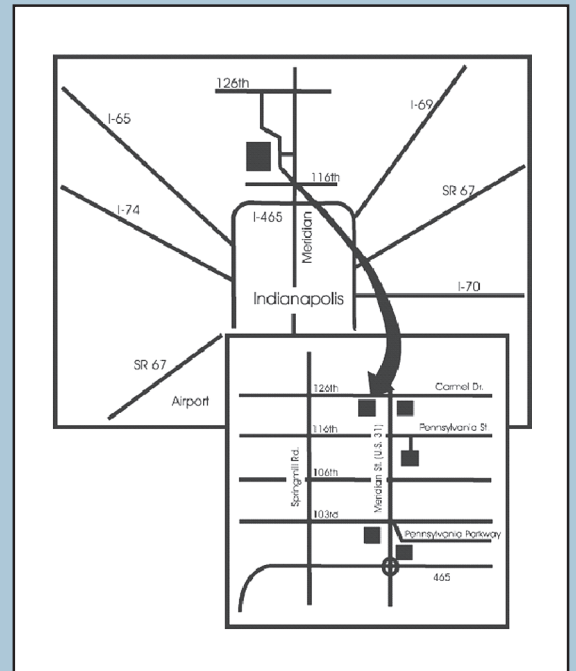 126th
I-65
I-69
116th
SR 67
I-74
I-465
Meridian
I-70
Indianapolis
SR 67
Airport
126th
Carmel Dr.
116th
Pennsylvania St
Springmill Rd.
Meridian St. (U.S. 31)
106th
103rd
Pennsylvania Parkway
465